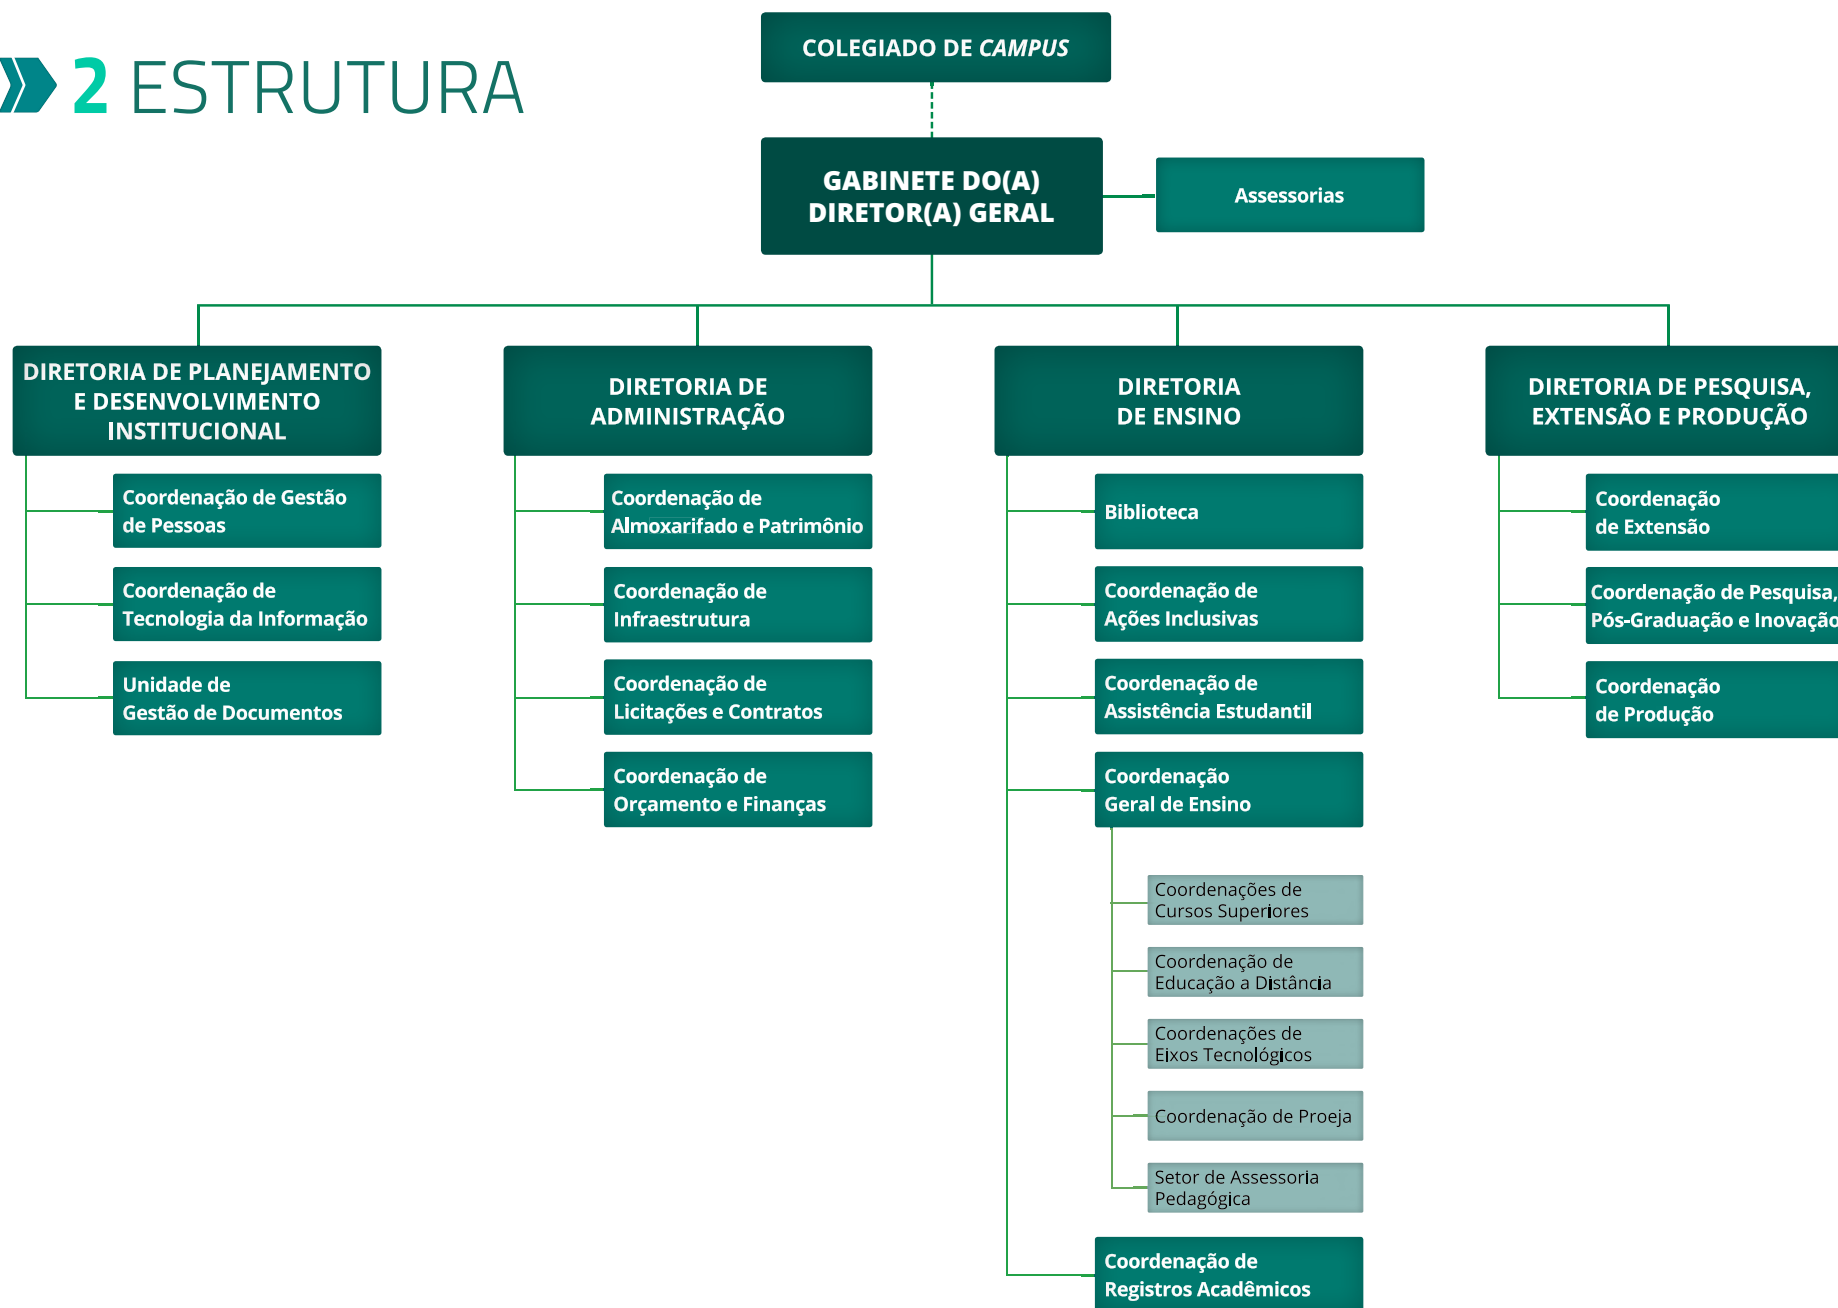 2 ESTRUTURA
COLEGIADO DE CAMPUS
GABINETE DO(A)
DIRETOR(A) GERAL
Assessorias
DIRETORIA DE PLANEJAMENTO
E DESENVOLVIMENTO
INSTITUCIONAL
Coordenação de Gestão
de Pessoas
Coordenação de
Tecnologia da Informação
Unidade de
Gestão de Documentos
DIRETORIA DE
ADMINISTRAÇÃO
Coordenação de
Almoxarifado e Patrimônio
Coordenação de
Infraestrutura
Coordenação de
Licitações e Contratos
Coordenação de
Orçamento e Finanças
DIRETORIA
DE ENSINO
Biblioteca
Coordenação de
Ações Inclusivas
Coordenação de
Assistência Estudantil
Coordenação
Geral de Ensino
Coordenações de
Cursos Superiores
Coordenação de
Educação a Distância
Coordenações de
Eixos Tecnológicos
Coordenação de Proeja
Setor de Assessoria
Pedagógica
Coordenação de
Registros Acadêmicos
DIRETORIA DE PESQUISA,
EXTENSÃO E PRODUÇÃO
Coordenação
de Extensão
Coordenação de Pesquisa,
Pós-Graduação e Inovação
Coordenação
de Produção